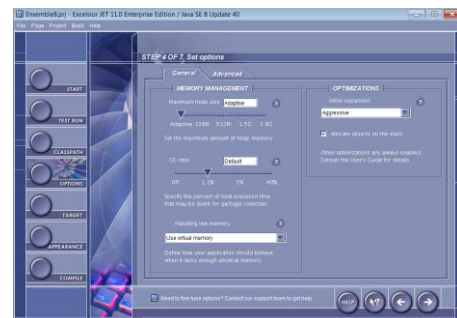 Ensemble8.prj - Excelsior JET 11.0 Enterprise Edition / Java SE 8 Update 40
File Page Project Build Help
STEP 4 OF 7. Set options
General Advanced
MEMORY MANAGEMENT
Maximum heap size: Adaptive
Adaptive 128M 512M 1.5G 2.8G
Set the maximum amount of heap memory
GC ratio: Default
Off 1.2% 7% 40%
Specify the percent of total execution time
that may be spent for garbage collection
Handling low memory
Use virtual memory
Define how your application should behave
when it lacks enough physical memory
OPTIMIZATIONS
Inline expansion:
Aggressive
Allocate objects on the stack
Other optimizations are always enabled.
Consult the User's Guide for details
START
TEST RUN
CLASSPATH
OPTIONS
TARGET
APPEARANCE
COMPILE
Need to fine tune options? Contact our support team to get help.
HELP